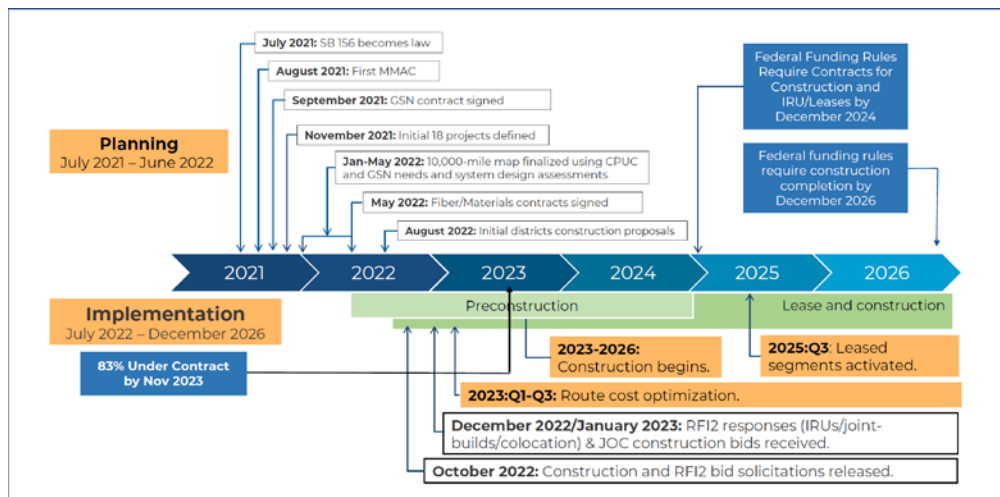 July 2021: SB 156 becomes law
August 2021: First MMAC
September 2021: GSN contract signed
November 2021: Initial 18 projects defined
Jan-May 2022: 10,000-mile map finalized using CPUC
and GSN needs and system design assessments
May 2022: Fiber/Materials contracts signed
August 2022: Initial districts construction proposals
Planning
July 2021 – June 2022
Federal Funding Rules
Require Contracts for
Construction and
IRU/Leases by
December 2024
Federal funding rules
require construction
completion by
December 2026
2021
2022
2023
2024
2025
2026
Preconstruction
Lease and construction
Implementation
July 2022 – December 2026
83% Under Contract
by Nov 2023
2023-2026:
Construction begins.
2025:Q3: Leased
segments activated.
2023:Q1-Q3: Route cost optimization.
December 2022/January 2023: RFI2 responses (IRUs/joint-
builds/colocation) & JOC construction bids received.
October 2022: Construction and RFI2 bid solicitations released.